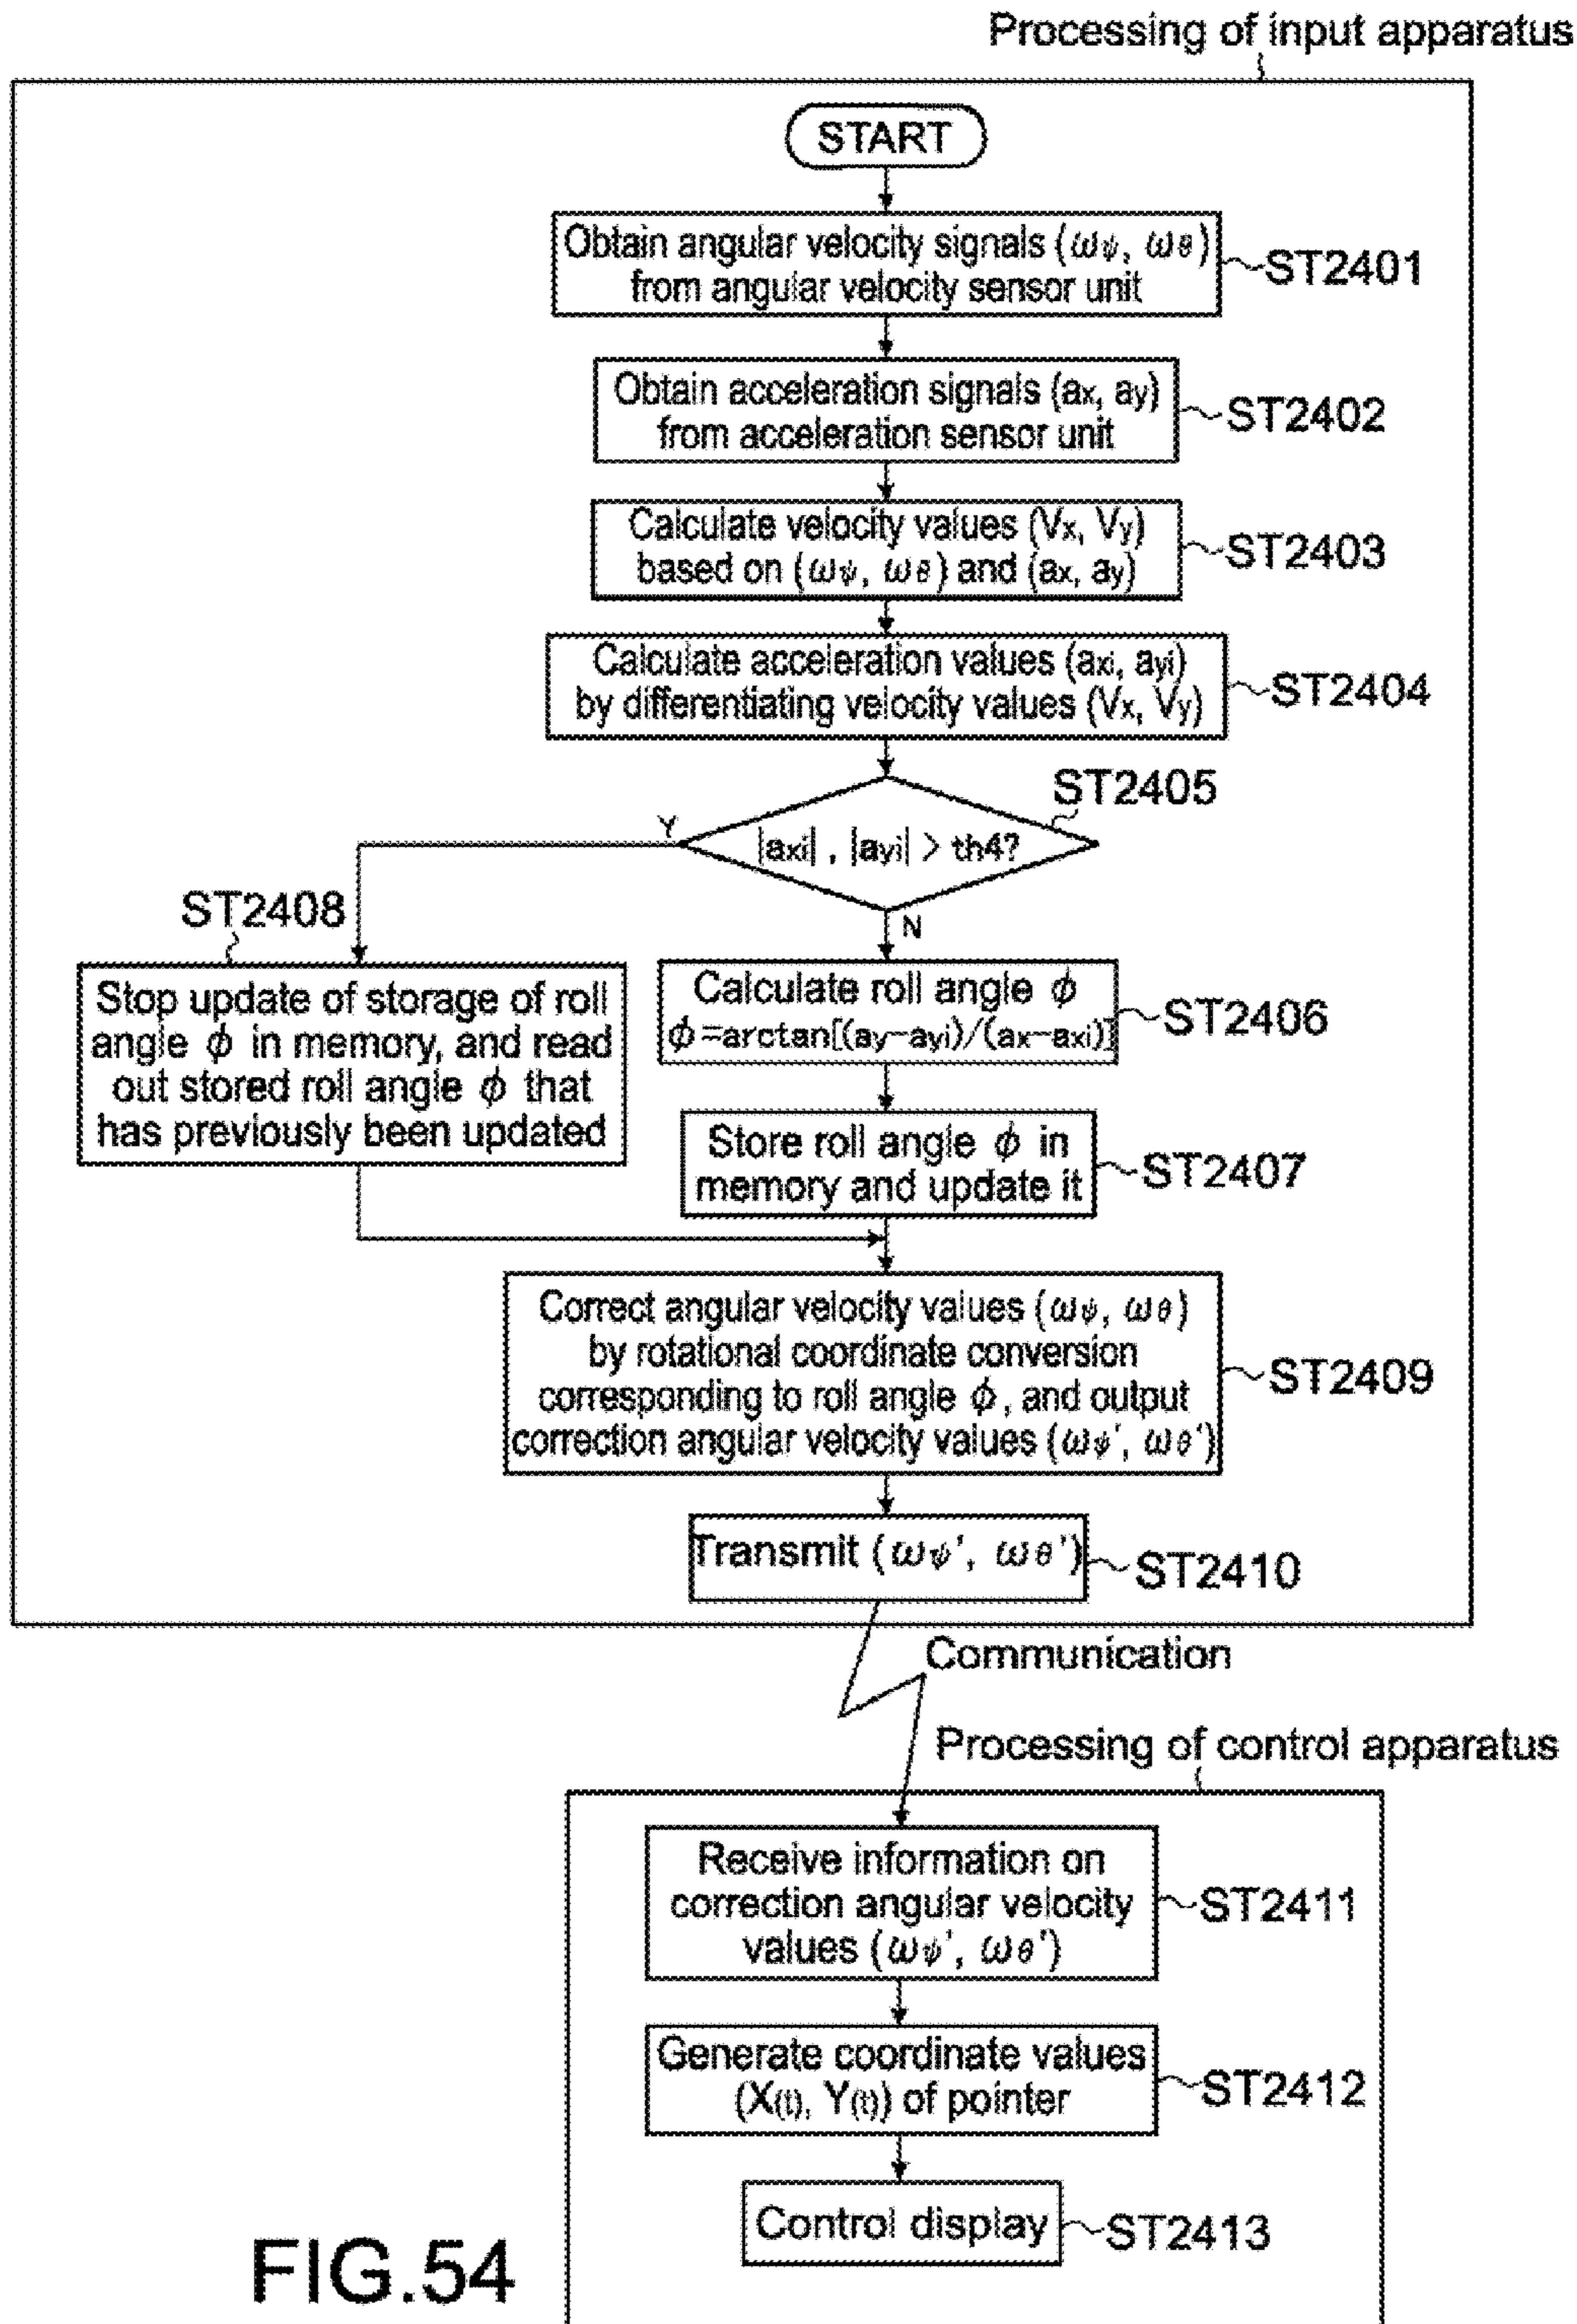 Processing of input apparatus
START
Obtain angular velocity signals (ωψ, ωθ)
from angular velocity sensor unit
ST2401
Obtain acceleration signals (ax, ay)
from acceleration sensor unit
ST2402
Calculate velocity values (Vx, Vy)
based on (ωψ, ωθ) and (ax, ay)
ST2403
Calculate acceleration values (axi, ayi)
by differentiating velocity values (Vx, Vy)
ST2404
ST2405
|axi| , |ayi| > th4?
Y
N
ST2408
Stop update of storage of roll
angle ϕ in memory, and read
out stored roll angle ϕ that
has previously been updated
Calculate roll angle ϕ
ϕ=arctan[(ay−ayi)/(ax−axi)]
ST2406
Store roll angle ϕ in
memory and update it
ST2407
Correct angular velocity values (ωψ, ωθ)
by rotational coordinate conversion
corresponding to roll angle ϕ, and output
correction angular velocity values (ωψ', ωθ')
ST2409
Transmit (ωψ', ωθ')
ST2410
Communication
Processing of control apparatus
Receive information on
correction angular velocity
values (ωψ', ωθ')
ST2411
Generate coordinate values
(X(t), Y(t)) of pointer
ST2412
Control display
ST2413
FIG.54